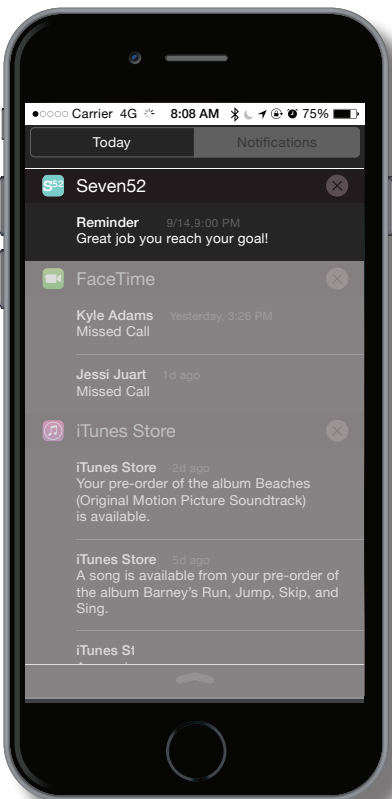 Carrier 4G 8:08 AM 75%
Today Notifications
S52 Seven52
Reminder 9/14,9:00 PM
Great job you reach your goal!
FaceTime
Kyle Adams Yesterday, 3:26 PM
Missed Call
Jessi Juart 1d ago
Missed Call
iTunes Store
iTunes Store 2d ago
Your pre-order of the album Beaches
(Original Motion Picture Soundtrack)
is available.
iTunes Store 5d ago
A song is available from your pre-order of
the album Barney’s Run, Jump, Skip, and
Sing.
iTunes St